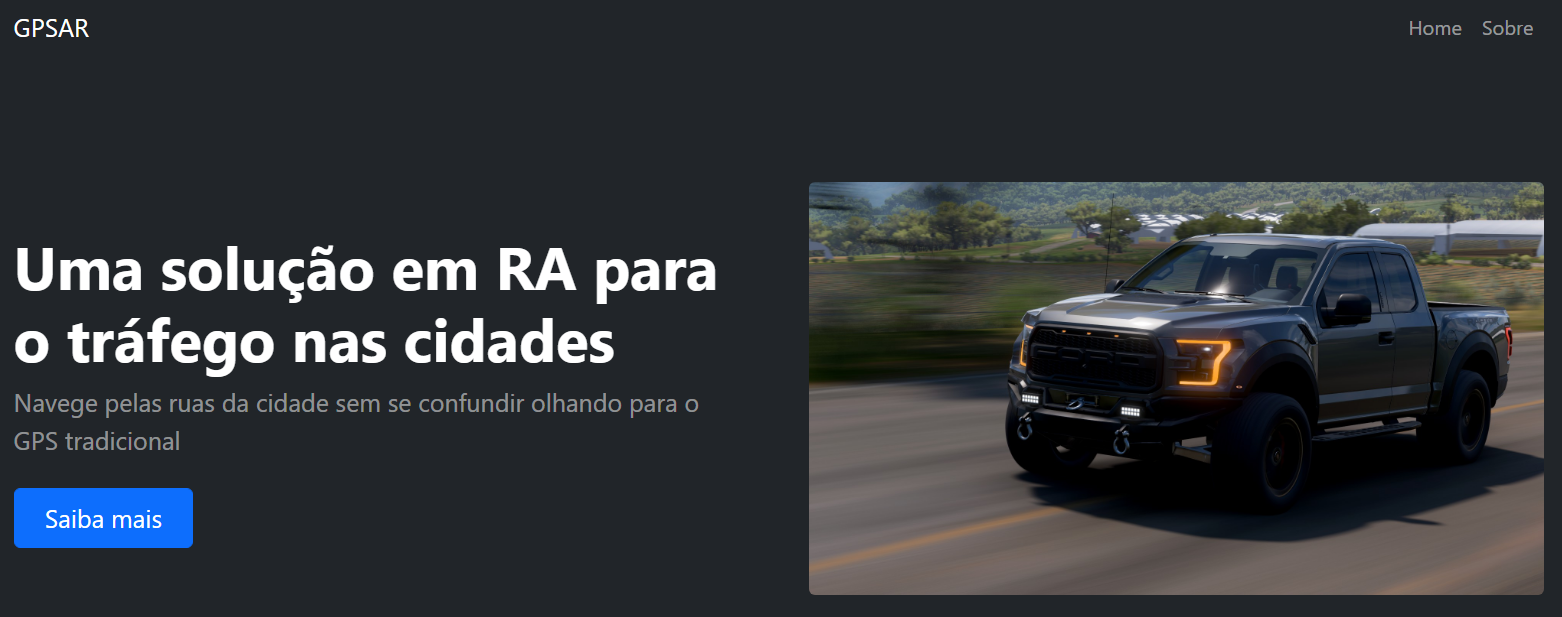 GPSAR
Home
Sobre
Uma solução em RA para
o tráfego nas cidades
Navege pelas ruas da cidade sem se confundir olhando para o
GPS tradicional
Saiba mais